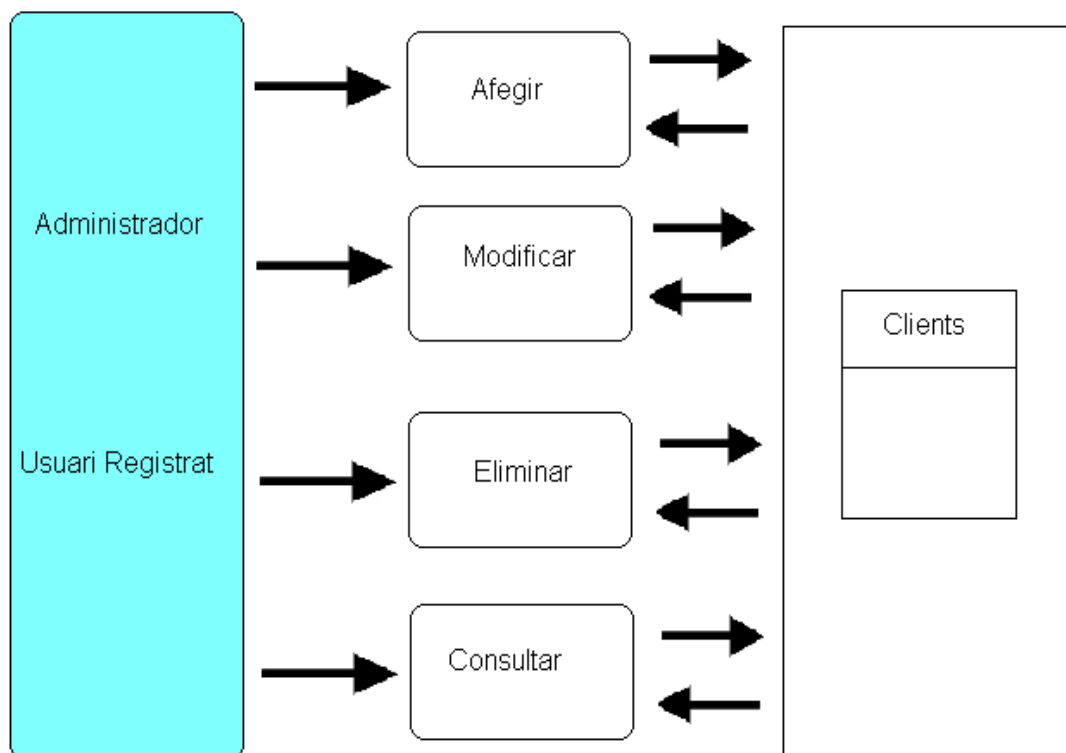 Administrador
Usuari Registrat
Afegir
Modificar
Eliminar
Consultar
Clients